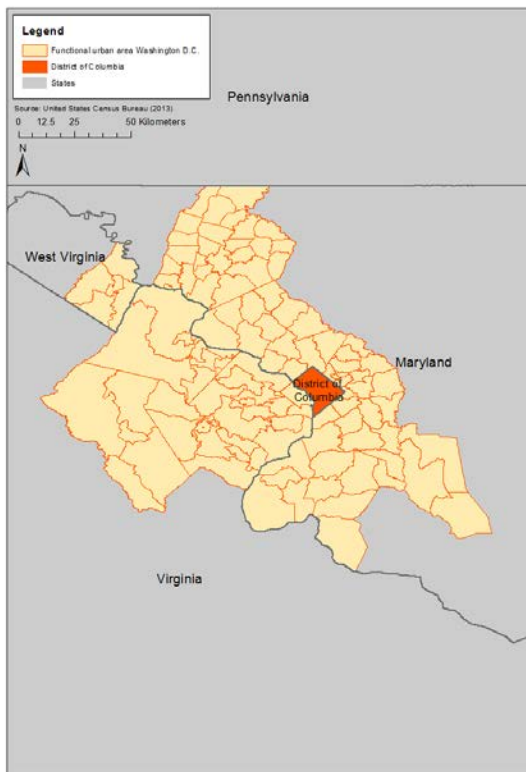 Legend
Functional urban area Washington D.C.
District of Columbia
States
Source: United States Census Bureau (2013)
0 12.5 25 50 Kilometers
N
Pennsylvania
West Virginia
Maryland
District of
Columbia
Virginia